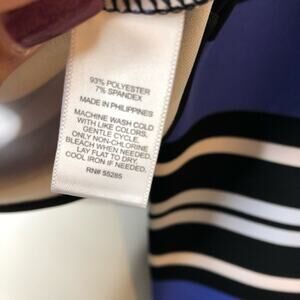 93% POLYESTER
7% SPANDEX
MADE IN PHILIPPINES
MACHINE WASH COLD
WITH LIKE COLORS.
GENTLE CYCLE.
ONLY NON-CHLORINE
BLEACH WHEN NEEDED.
LAY FLAT TO DRY.
COOL IRON IF NEEDED.
RN# 55285